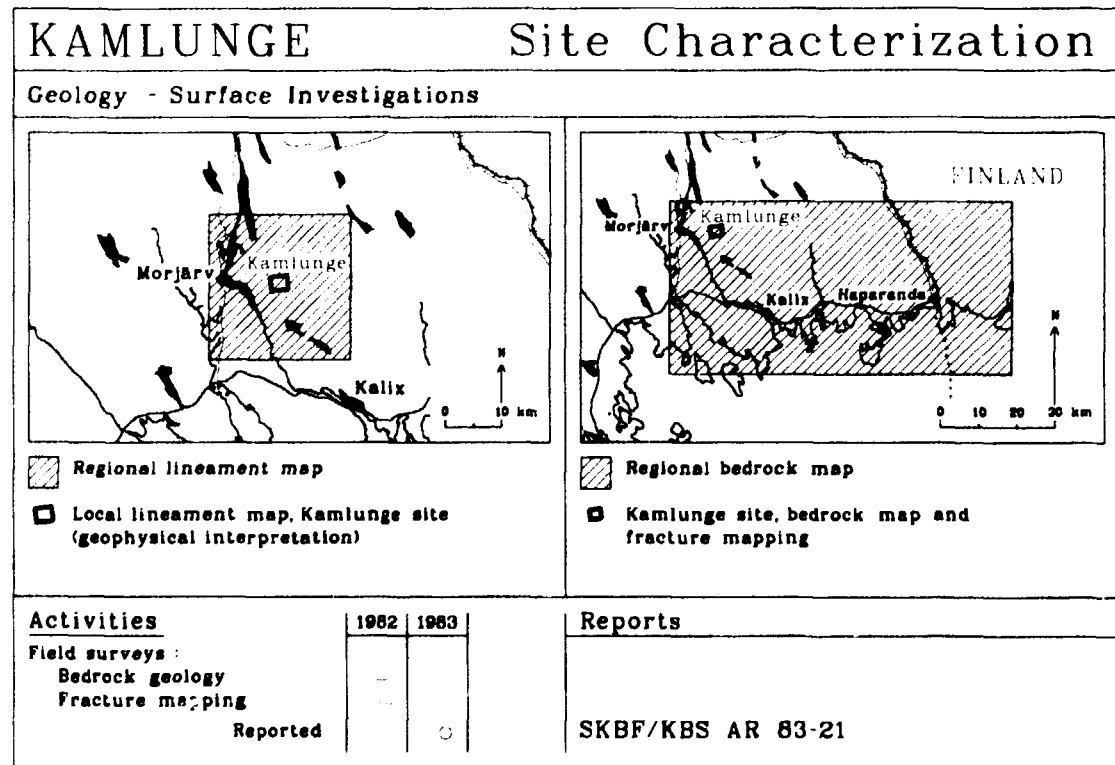 KAMLUNGE Site Characterization
Geology - Surface Investigations
Morjärv
Kamlunge
Kalix
N
0 10 km
Regional lineament map
Local lineament map, Kamlunge site
(geophysical interpretation)
FINLAND
Morjärv
Kamlunge
Kalix
Haparanda
N
0 10 20 30 km
Regional bedrock map
Kamlunge site, bedrock map and
fracture mapping
Activities 1982 1983
Field surveys :
Bedrock geology
Fracture mapping
Reported
Reports
SKBF/KBS AR 83-21